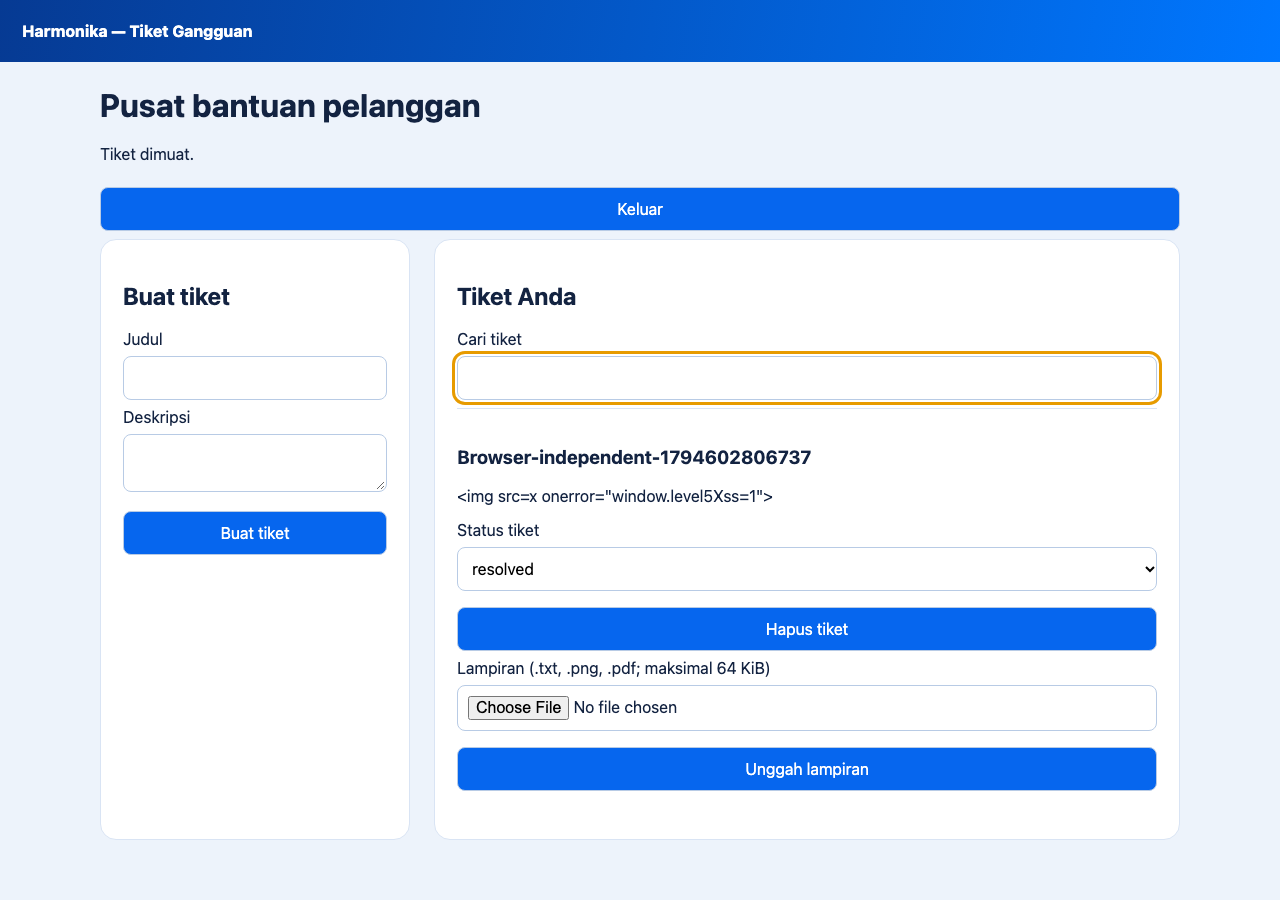 Harmonika — Tiket Gangguan
Pusat bantuan pelanggan
Tiket dimuat.
Keluar
Buat tiket
Judul
Deskripsi
Buat tiket
Tiket Anda
Cari tiket
Browser-independent-1794602806737
<img src=x onerror="window.level5Xss=1">
Status tiket
resolved
Hapus tiket
Lampiran (.txt, .png, .pdf; maksimal 64 KiB)
Choose File No file chosen
Unggah lampiran